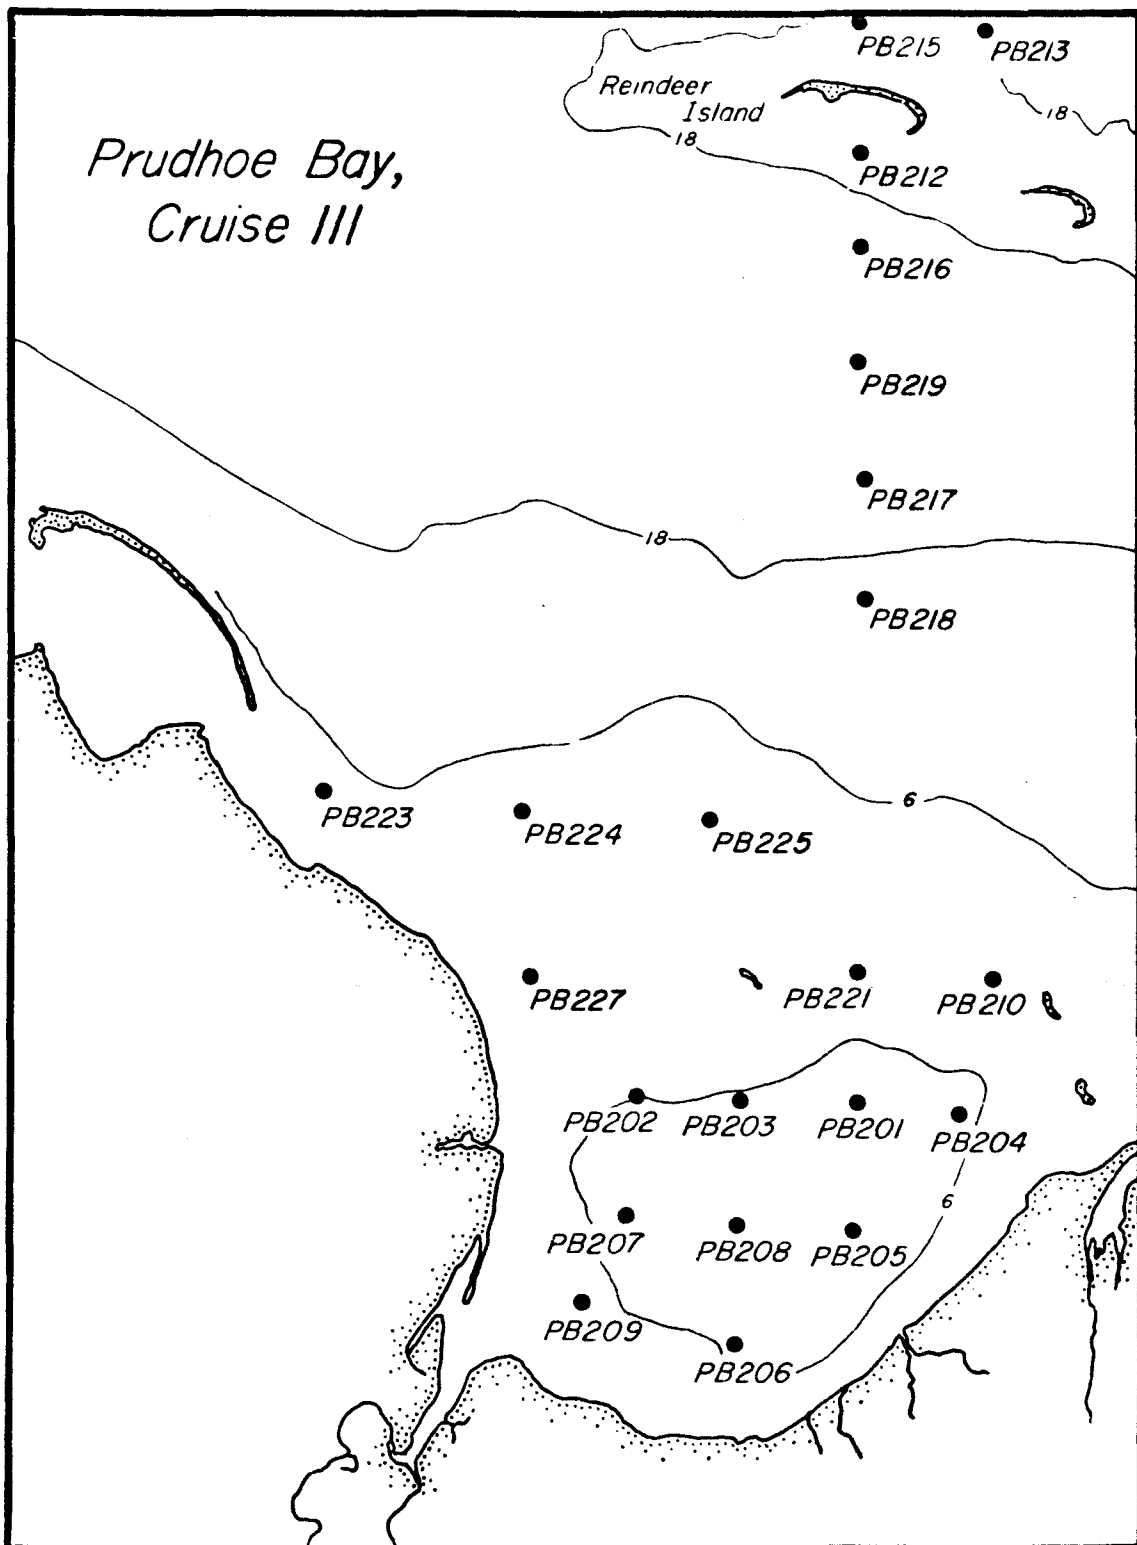 PB215
PB213
Reindeer
Island
18
18
Prudhoe Bay,
Cruise III
PB212
PB216
PB219
PB217
18
PB218
6
PB223
PB224
PB225
PB227
PB221
PB210
PB202
PB203
PB201
PB204
6
PB207
PB208
PB205
PB209
PB206